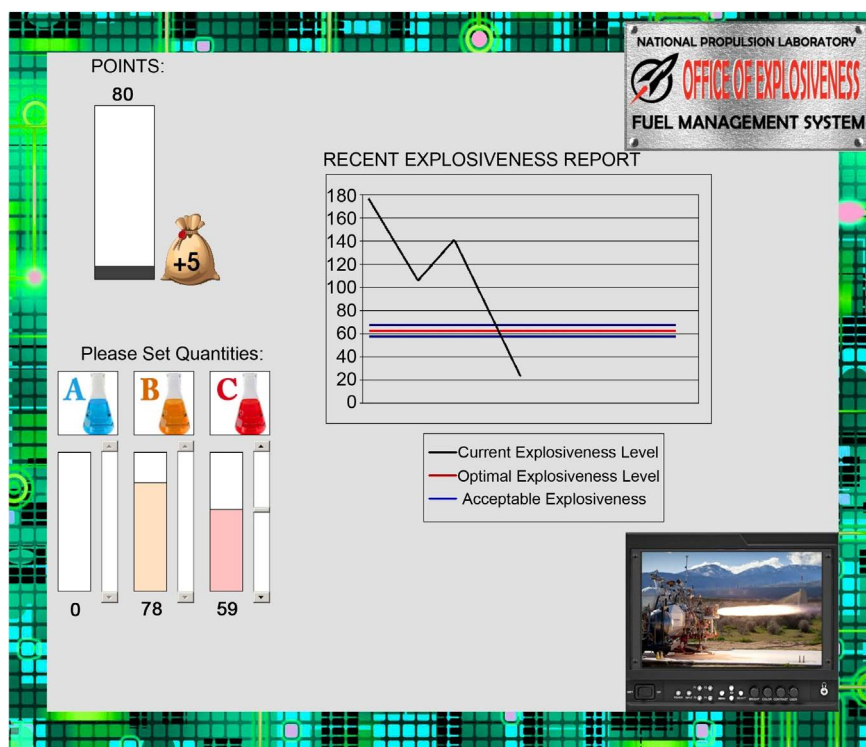 NATIONAL PROPULSION LABORATORY
OFFICE OF EXPLOSIVENESS
FUEL MANAGEMENT SYSTEM
POINTS:
80
+5
RECENT EXPLOSIVENESS REPORT
180
160
140
120
100
80
60
40
20
0
Current Explosiveness Level
Optimal Explosiveness Level
Acceptable Explosiveness
Please Set Quantities:
A B C
0 78 59